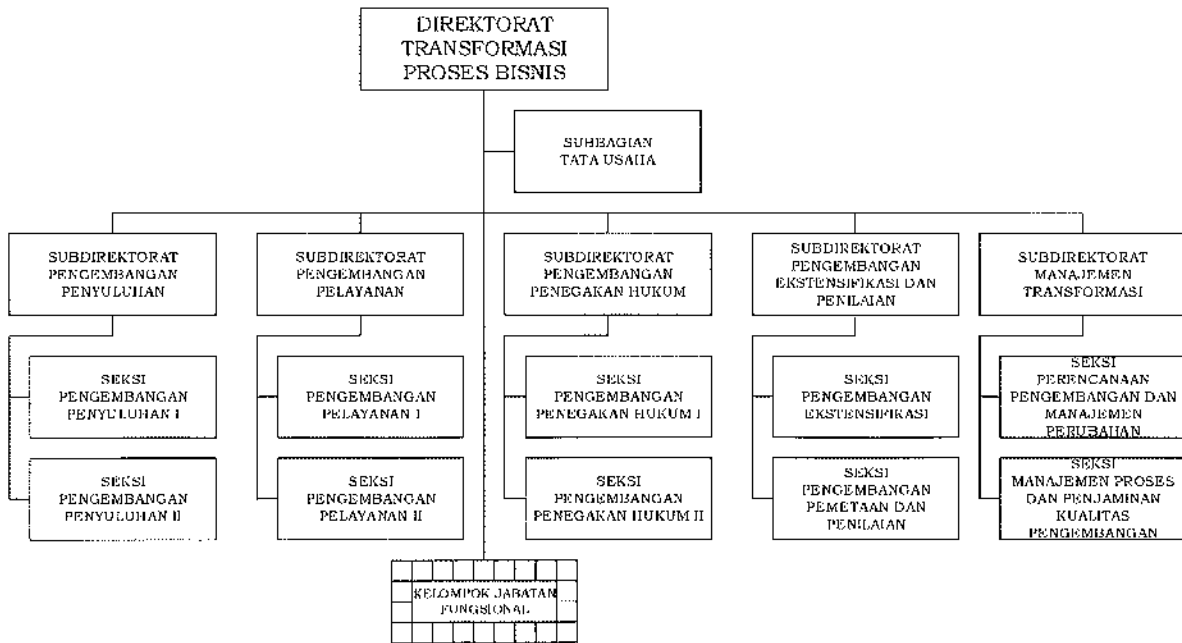 DIREKTORAT
TRANSFORMASI
PROSES BISNIS
SUBBAGIAN
TATA USAHA
SUBDIREKTORAT
PENGEMBANGAN
PENYULUHAN
SUBDIREKTORAT
PENGEMBANGAN
PELAYANAN
SUBDIREKTORAT
PENGEMBANGAN
PENEGAKAN HUKUM
SUBDIREKTORAT
PENGEMBANGAN
EKSTENSIFIKASI DAN
PENILAIAN
SUBDIREKTORAT
MANAJEMEN
TRANSFORMASI
SEKSI
PENGEMBANGAN
PENYULUHAN I
SEKSI
PENGEMBANGAN
PELAYANAN I
SEKSI
PENGEMBANGAN
PENEGAKAN HUKUM I
SEKSI
PENGEMBANGAN
EKSTENSIFIKASI
SEKSI
PERENCANAAN
PENGEMBANGAN DAN
MANAJEMEN
PERUBAHAN
SEKSI
PENGEMBANGAN
PENYULUHAN II
SEKSI
PENGEMBANGAN
PELAYANAN II
SEKSI
PENGEMBANGAN
PENEGAKAN HUKUM II
SEKSI
PENGEMBANGAN
PEMETAAN DAN
PENILAIAN
SEKSI
MANAJEMEN PROSES
DAN PENJAMINAN
KUALITAS
PENGEMBANGAN
KELOMPOK JABATAN
FUNGSIONAL